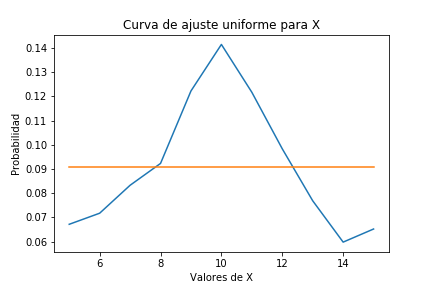 Curva de ajuste uniforme para X
0.14
0.13
0.12
0.11
0.10
0.09
0.08
0.07
0.06
Probabilidad
6 8 10 12 14
Valores de X